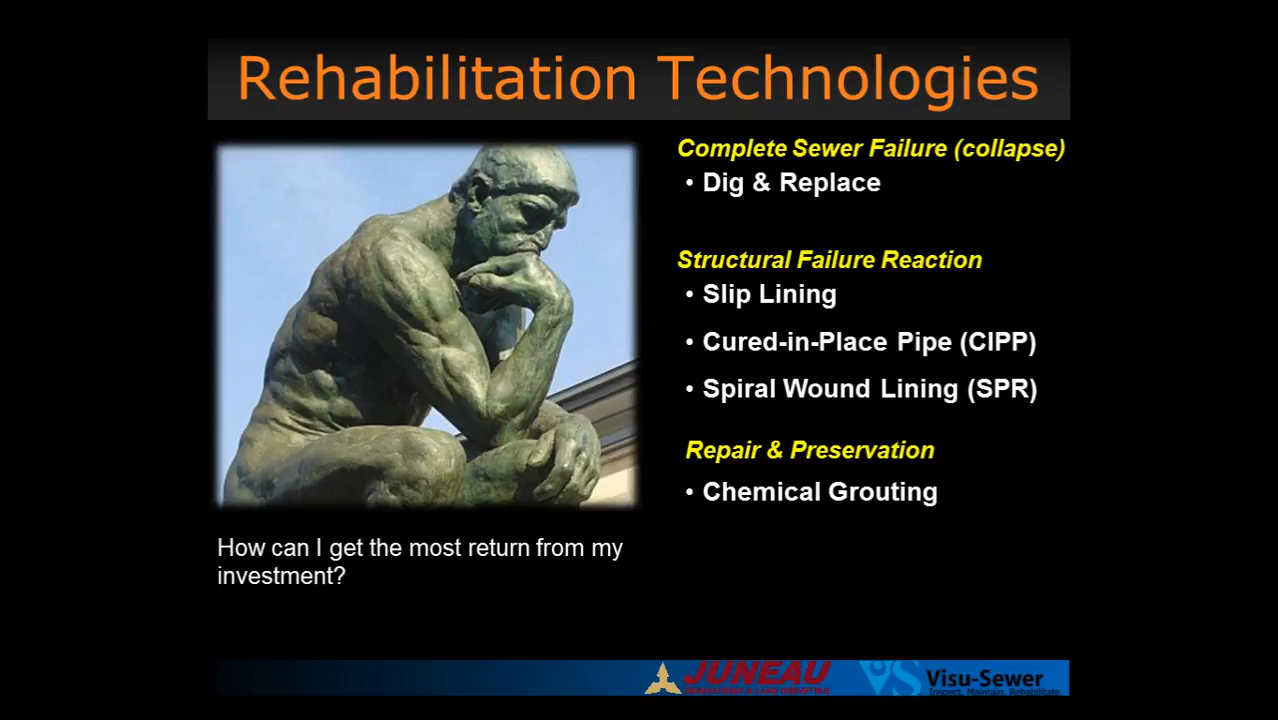 Rehabilitation Technologies
Complete Sewer Failure (collapse)
• Dig & Replace
Structural Failure Reaction
• Slip Lining
• Cured-in-Place Pipe (CIPP)
• Spiral Wound Lining (SPR)
Repair & Preservation
• Chemical Grouting
How can I get the most return from my
investment?
JUNEAU
VS Visu-Sewer
Inspect. Maintain. Rehabilitate.